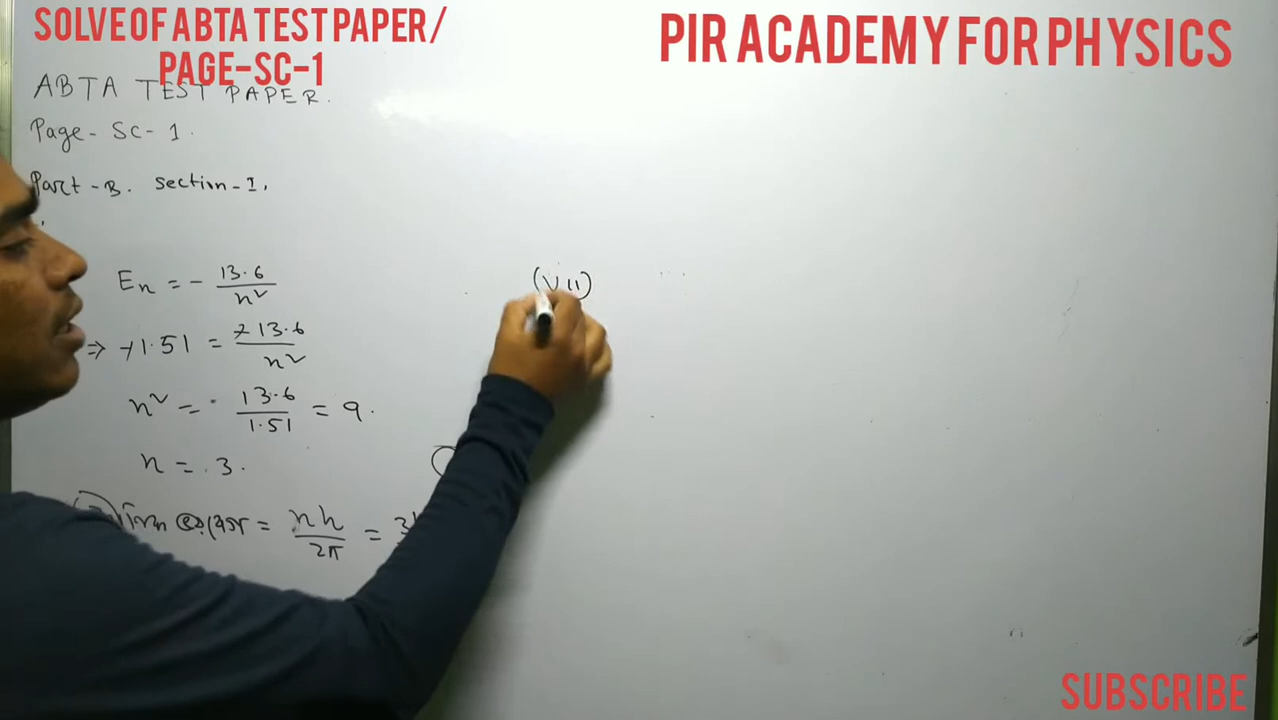 SOLVE OF ABTA TEST PAPER /
PAGE-SC-1
PIR ACADEMY FOR PHYSICS
ABTA TEST PAPER.
Page - SC - 1.
Part - B. section - I.
En = - 13.6 / n²
⇒ -1.51 = -13.6 / n²
n² = 13.6 / 1.51 = 9.
n = 3.
= nh / 2π =
(VII)
SUBSCRIBE